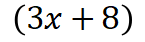 (3x + 8)